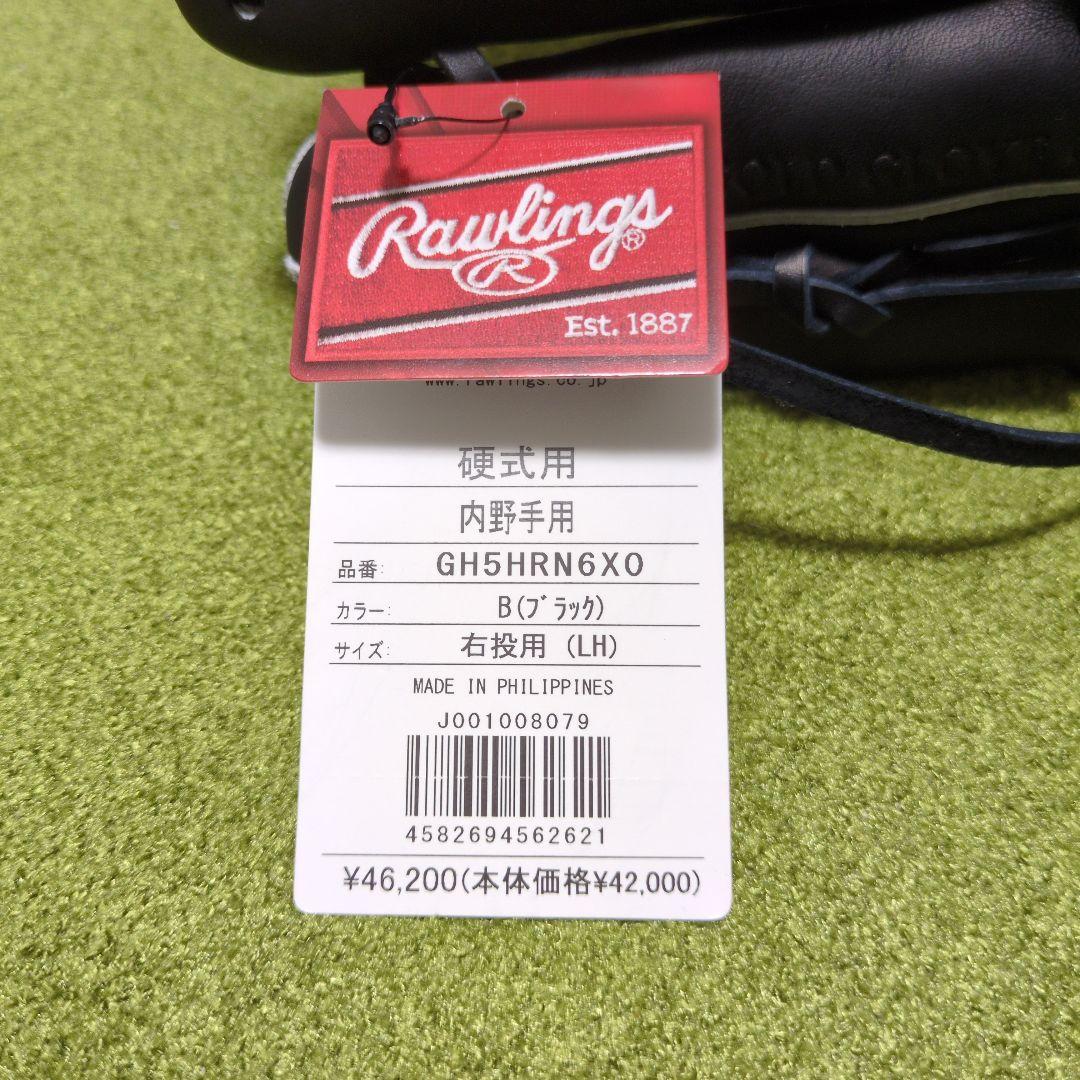 Rawlings®
R
Est. 1887
www.rawlings.co.jp
硬式用
内野手用
品番: GH5HRN6XO
カラー: B(ブラック)
サイズ: 右投用 (LH)
MADE IN PHILIPPINES
J001008079
4582694562621
¥46,200(本体価格¥42,000)